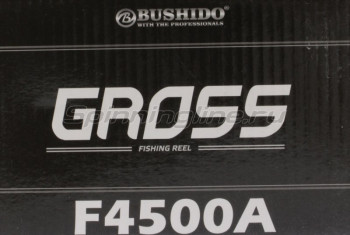 BUSHIDO
WITH THE PROFESSIONALS
GROSS
FISHING REEL
F4500A